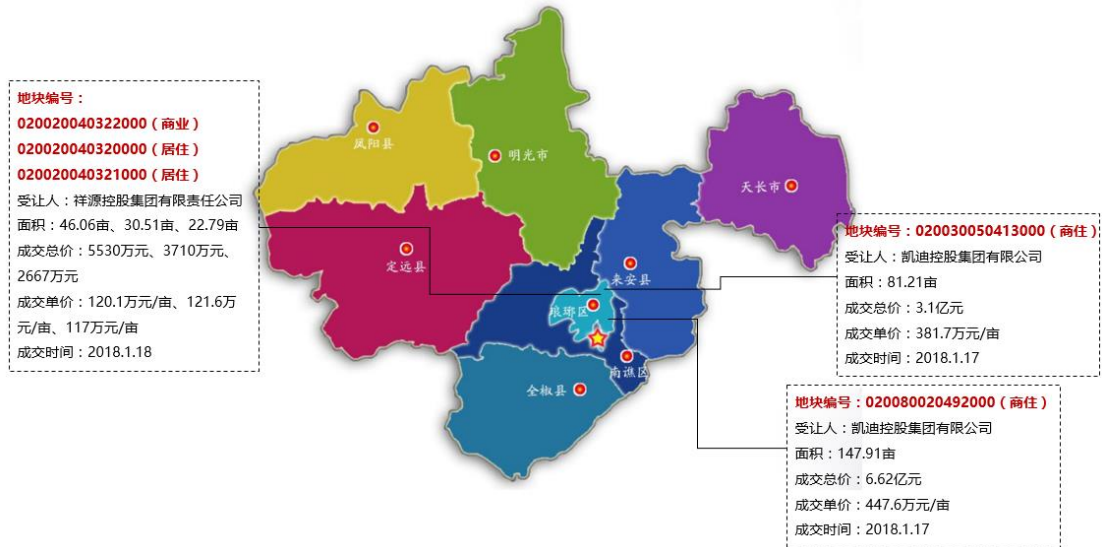 地块编号：
020020040322000（商业）
020020040320000（居住）
020020040321000（居住）
受让人：祥源控股集团有限责任公司
面积：46.06亩、30.51亩、22.79亩
成交总价：5530万元、3710万元、
2667万元
成交单价：120.1万元/亩、121.6万
元/亩、117万元/亩
成交时间：2018.1.18
凤阳县
明光市
天长市
定远县
来安县
琅琊区
南谯区
全椒县
地块编号：020030050413000（商住）
受让人：凯迪控股集团有限公司
面积：81.21亩
成交总价：3.1亿元
成交单价：381.7万元/亩
成交时间：2018.1.17
地块编号：020080020492000（商住）
受让人：凯迪控股集团有限公司
面积：147.91亩
成交总价：6.62亿元
成交单价：447.6万元/亩
成交时间：2018.1.17